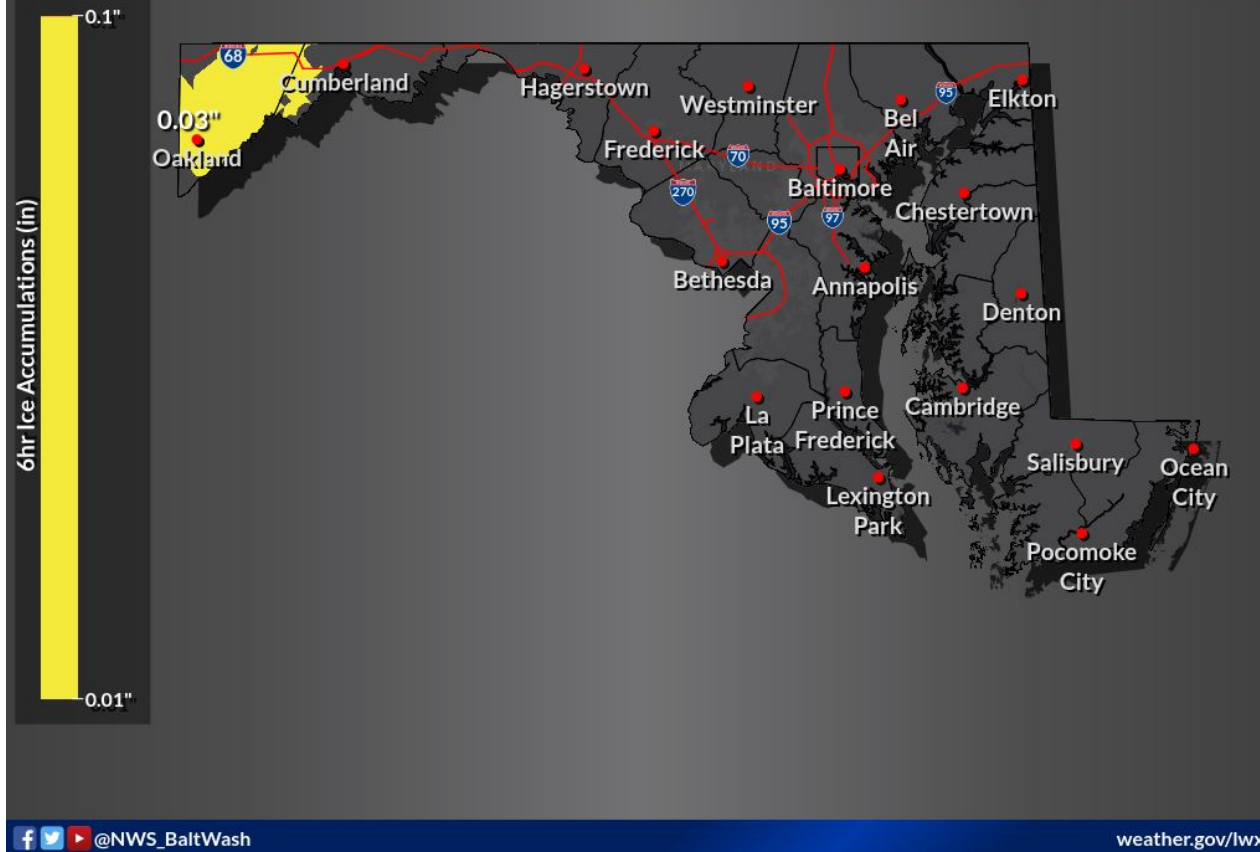 0.1"
68
Cumberland
Hagerstown
Westminster
Bel
Air
95
Elkton
0.03"
Oakland
Frederick
70
MARYLAND
Baltimore
270
95
97
Chestertown
Bethesda
Annapolis
Denton
La
Plata
Prince
Frederick
Cambridge
Salisbury
Ocean
City
Lexington
Park
Pocomoke
City
6hr Ice Accumulations (in)
0.01"
@NWS_BaltWash
weather.gov/lwx